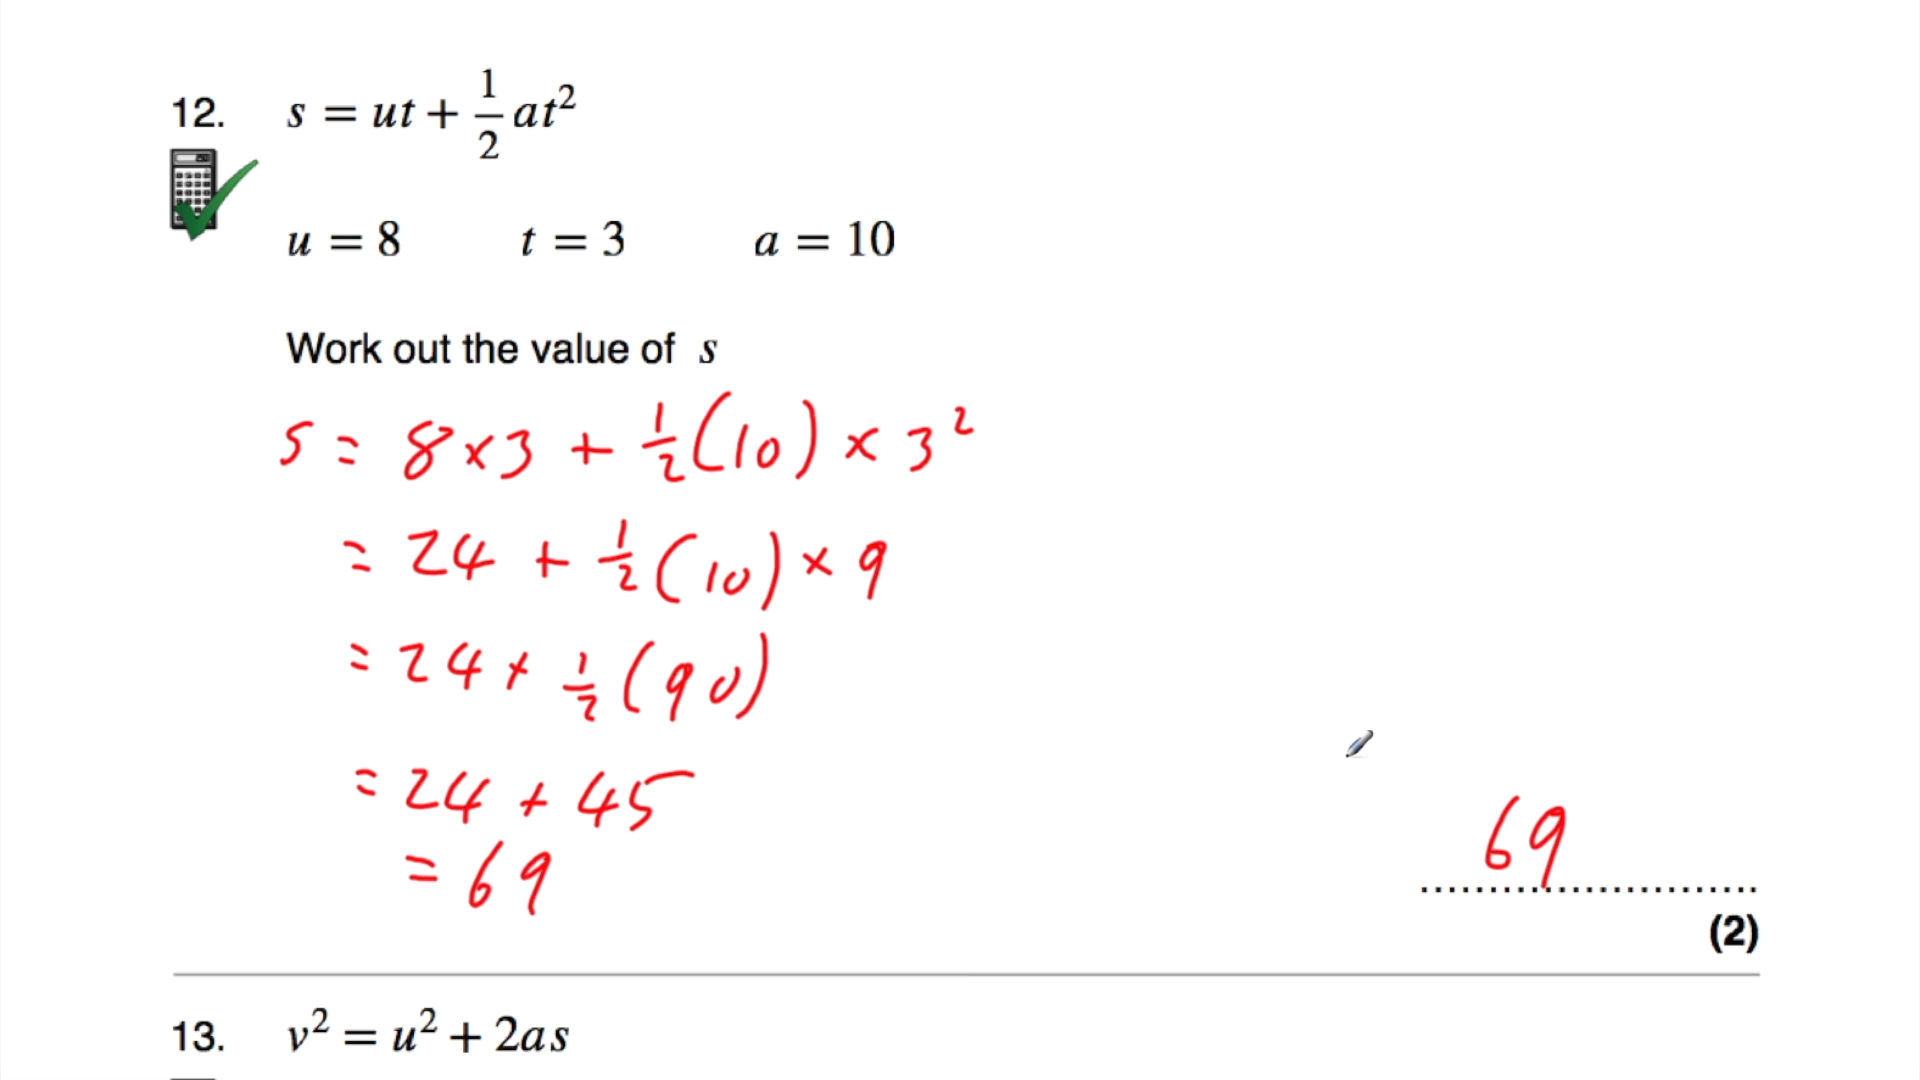 12. s = ut + 1/2 at²
u = 8 t = 3 a = 10
Work out the value of s
s = 8 × 3 + 1/2 (10) × 3²
= 24 + 1/2 (10) × 9
= 24 + 1/2 (90)
= 24 + 45
= 69
69
(2)
13. v² = u² + 2as